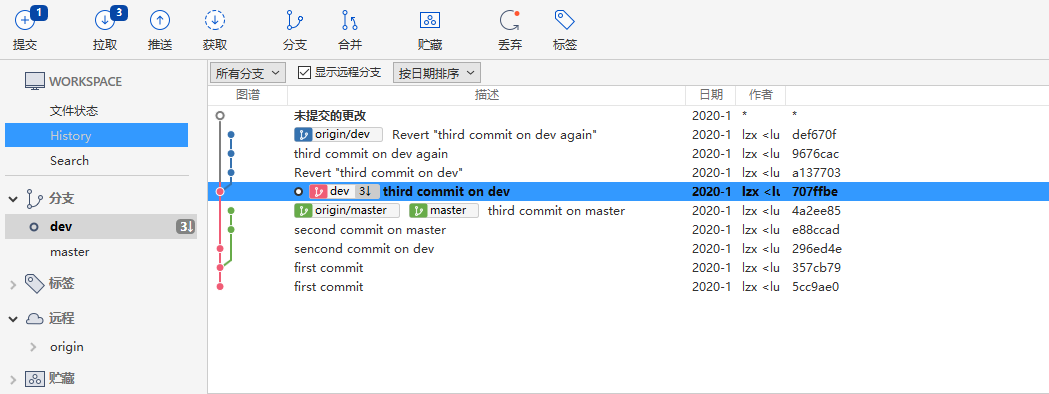 1 3
提交 拉取 推送 获取 分支 合并 贮藏 丢弃 标签
WORKSPACE
文件状态
History
Search
分支
dev 3↓
master
标签
远程
origin
贮藏
所有分支 显示远程分支 按日期排序
图谱 描述 日期 作者
未提交的更改 2020-1 * *
origin/dev Revert "third commit on dev again" 2020-1 lzx <lu def670f
third commit on dev again 2020-1 lzx <lu 9676cac
Revert "third commit on dev" 2020-1 lzx <lu a137703
dev 3↓ third commit on dev 2020-1 lzx <lu 707ffbe
origin/master master third commit on master 2020-1 lzx <lu 4a2ee85
second commit on master 2020-1 lzx <lu e88ccad
sencond commit on dev 2020-1 lzx <lu 296ed4e
first commit 2020-1 lzx <lu 357cb79
first commit 2020-1 lzx <lu 5cc9ae0